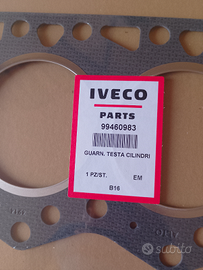 IVECO
PARTS
99460983
GUARN. TESTA CILINDRI
1 PZ/ST. EM
B16
subito